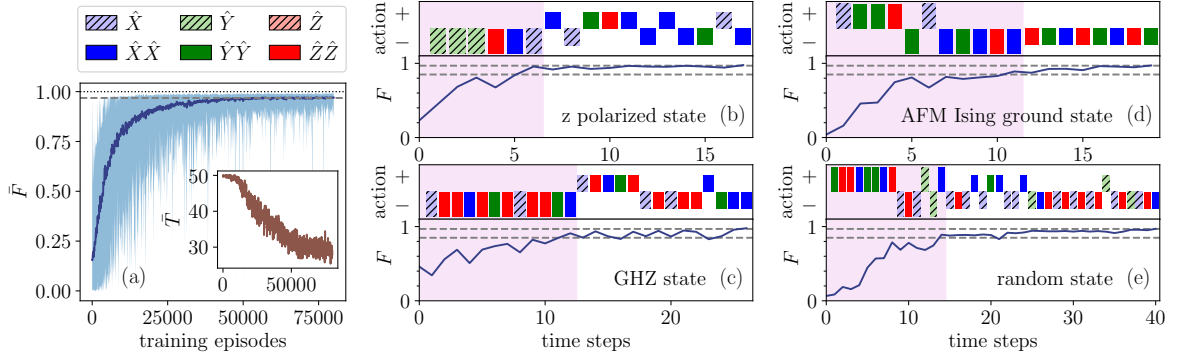 X̂ Ŷ Ẑ
X̂X̂ ŶŶ ẐẐ
1.00
0.75
0.50
0.25
0.00
F̄
0 25000 50000 75000
training episodes
(a)
50
40
30
T̄
0 50000
action
+
−
1
0
F
z polarized state (b)
0 5 10 15
action
+
−
1
0
F
AFM Ising ground state (d)
0 5 10 15
action
+
−
1
0
F
GHZ state (c)
0 10 20
time steps
action
+
−
1
0
F
random state (e)
0 10 20 30 40
time steps